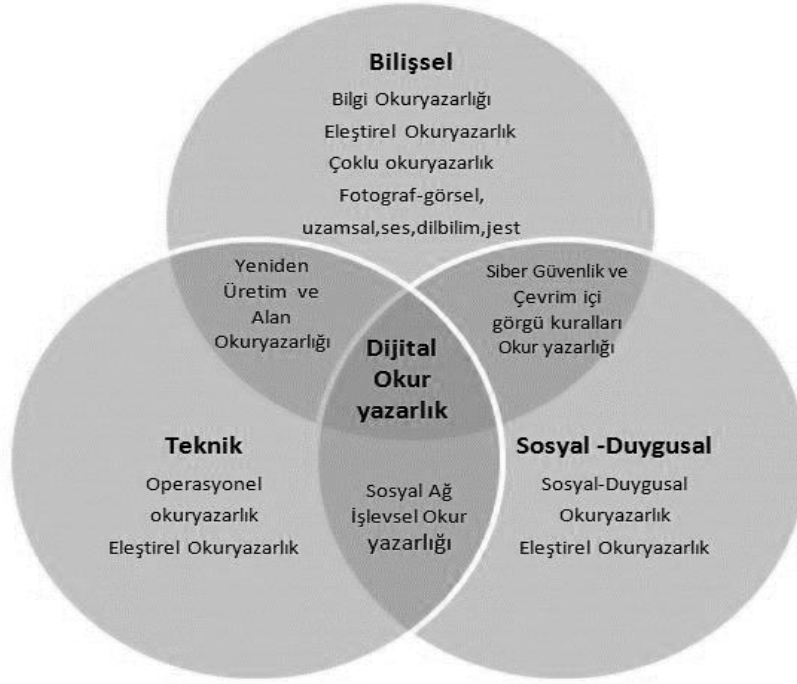 Bilişsel
Bilgi Okuryazarlığı
Eleştirel Okuryazarlık
Çoklu okuryazarlık
Fotograf-görsel,
uzamsal,ses,dilbilim,jest
Yeniden
Üretim ve
Alan
Okuryazarlığı
Siber Güvenlik ve
Çevrim içi
görgü kuralları
Okur yazarlığı
Dijital
Okur
yazarlık
Teknik
Operasyonel
okuryazarlık
Eleştirel Okuryazarlık
Sosyal Ağ
İşlevsel Okur
yazarlığı
Sosyal -Duygusal
Sosyal-Duygusal
Okuryazarlık
Eleştirel Okuryazarlık